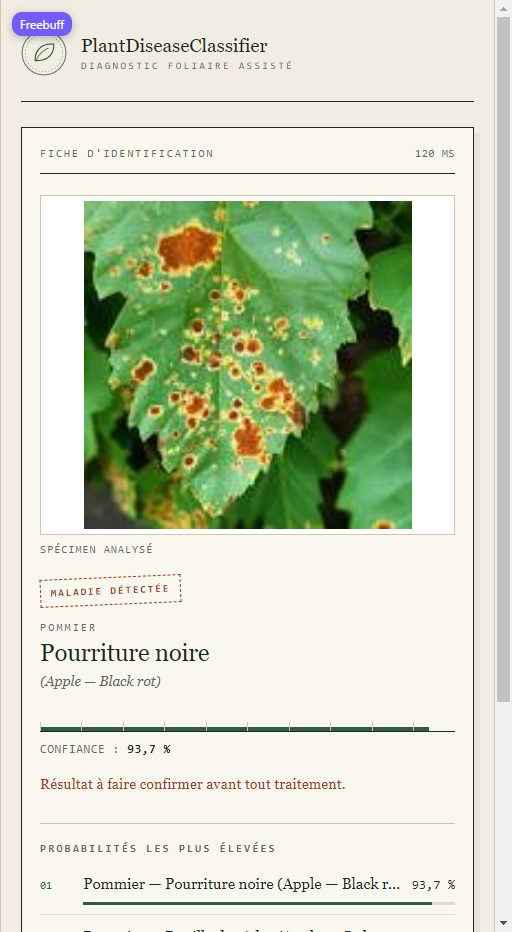 Freebuff
PlantDiseaseClassifier
DIAGNOSTIC FOLIAIRE ASSISTÉ
FICHE D'IDENTIFICATION 120 MS
SPÉCIMEN ANALYSÉ
MALADIE DÉTECTÉE
POMMIER
Pourriture noire
(Apple — Black rot)
CONFIANCE : 93,7 %
Résultat à faire confirmer avant tout traitement.
PROBABILITÉS LES PLUS ÉLEVÉES
01 Pommier — Pourriture noire (Apple — Black r... 93,7 %